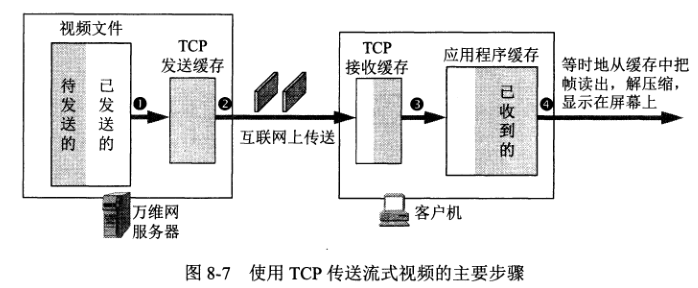 视频文件
待发送的
已发送的
❶
TCP
发送缓存
❷
互联网上传送
TCP
接收缓存
❸
应用程序缓存
已收到的
❹
等时地从缓存中把
帧读出，解压缩，
显示在屏幕上
万维网
服务器
客户机
图 8-7 使用 TCP 传送流式视频的主要步骤